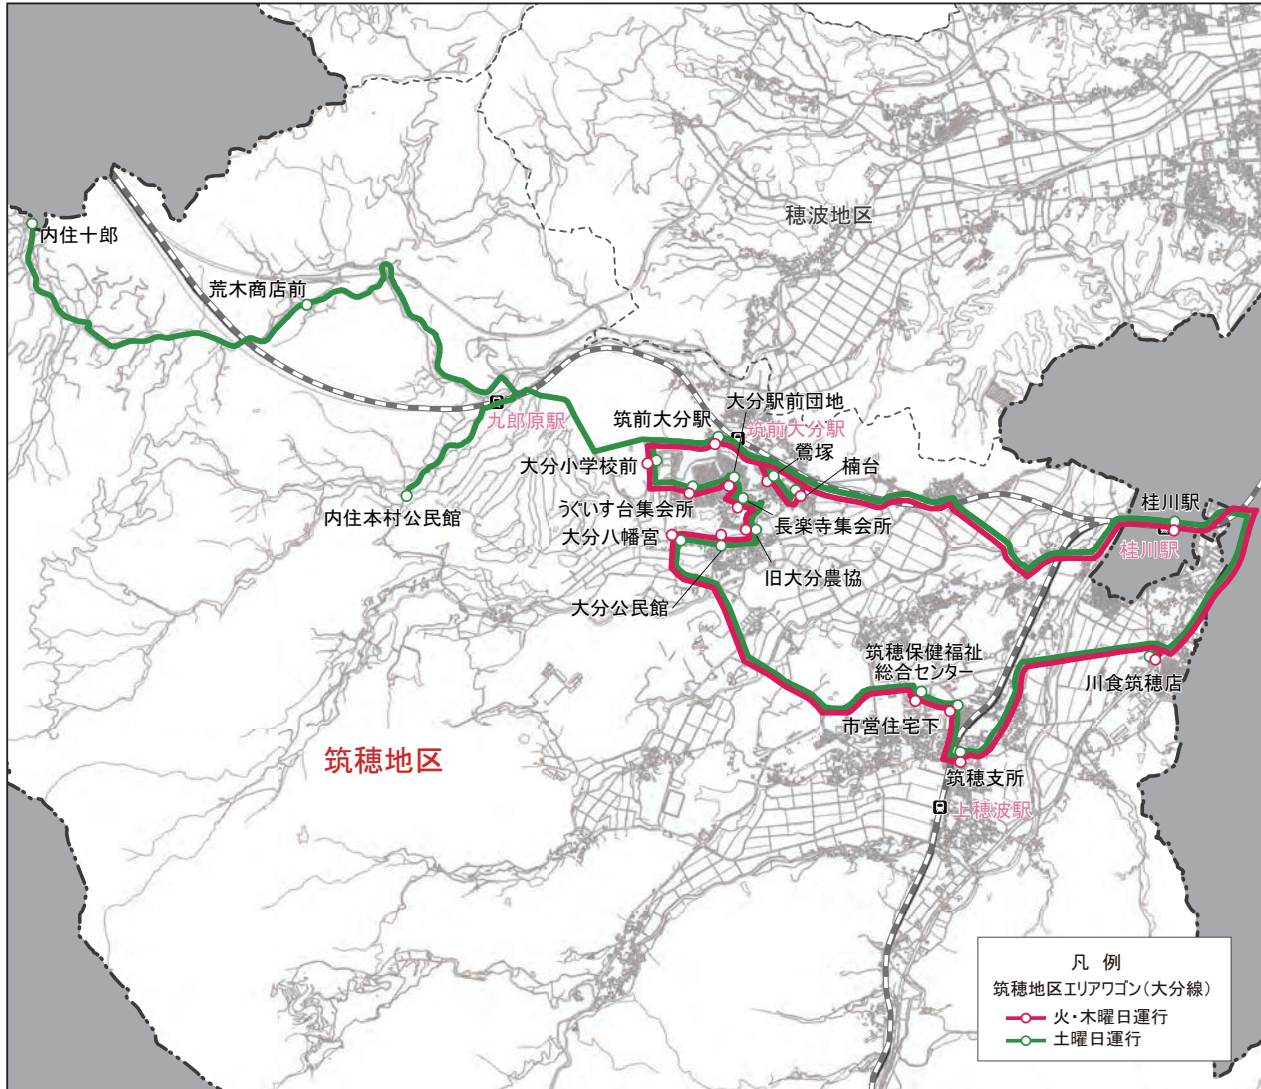 穂波地区
内住十郎
荒木商店前
九郎原駅
内住本村公民館
大分駅前団地
筑前大分駅
筑前大分駅
鶯塚
楠台
大分小学校前
うぐいす台集会所
長楽寺集会所
大分八幡宮
旧大分農協
大分公民館
桂川駅
桂川駅
筑穂保健福祉
総合センター
川食筑穂店
市営住宅下
筑穂地区
筑穂支所
上穂波駅
凡 例
筑穂地区エリアワゴン(大分線)
火・木曜日運行
土曜日運行